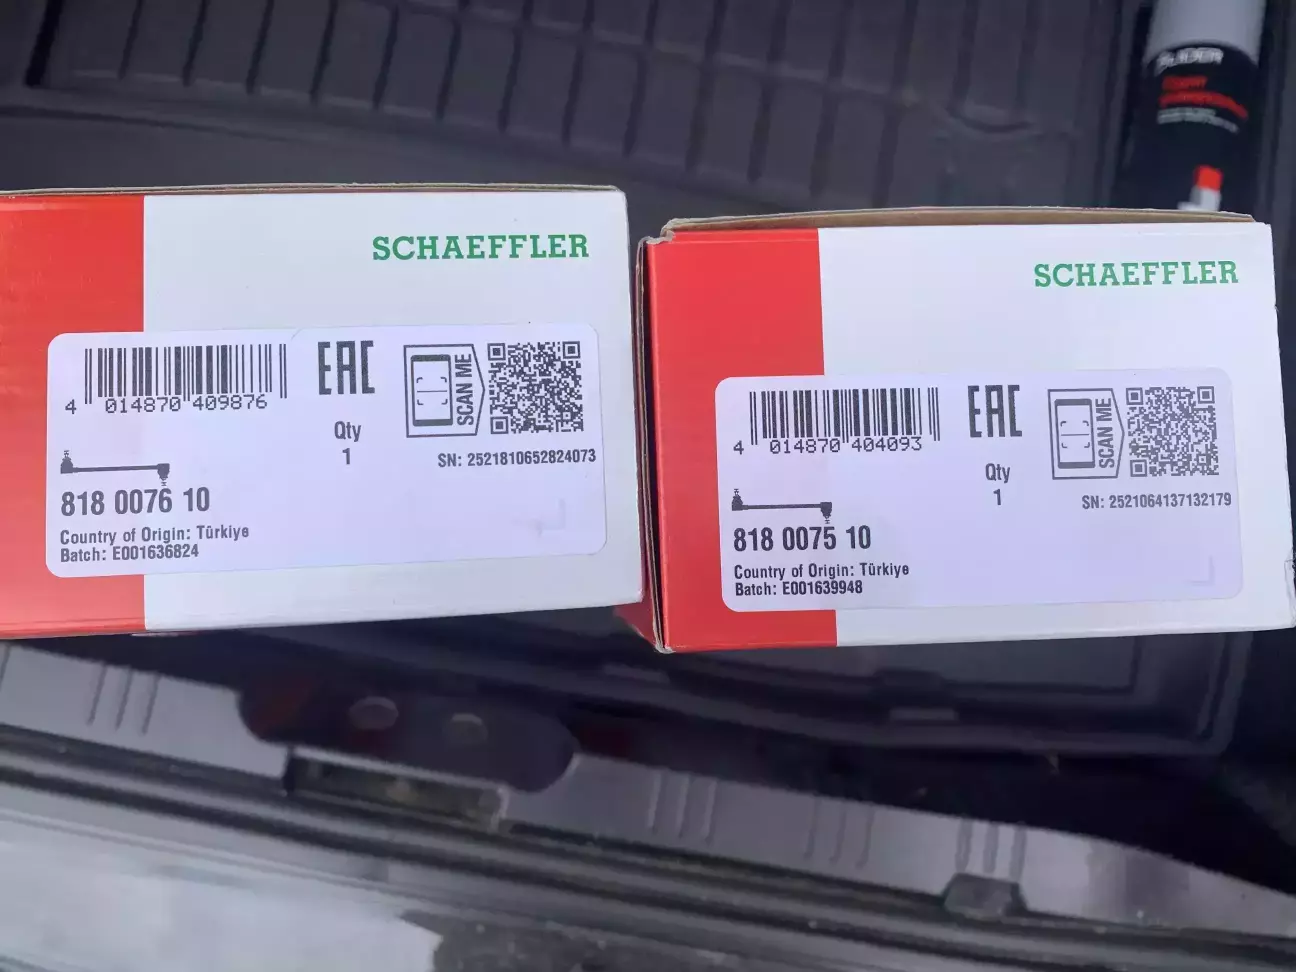 SCHAEFFLER
4 014870 409876
EAC
Qty
1
SCAN ME
SN: 2521810652824073
818 0076 10
Country of Origin: Türkiye
Batch: E001636824
SCHAEFFLER
4 014870 404093
EAC
Qty
1
SCAN ME
SN: 2521064137132179
818 0075 10
Country of Origin: Türkiye
Batch: E001639948